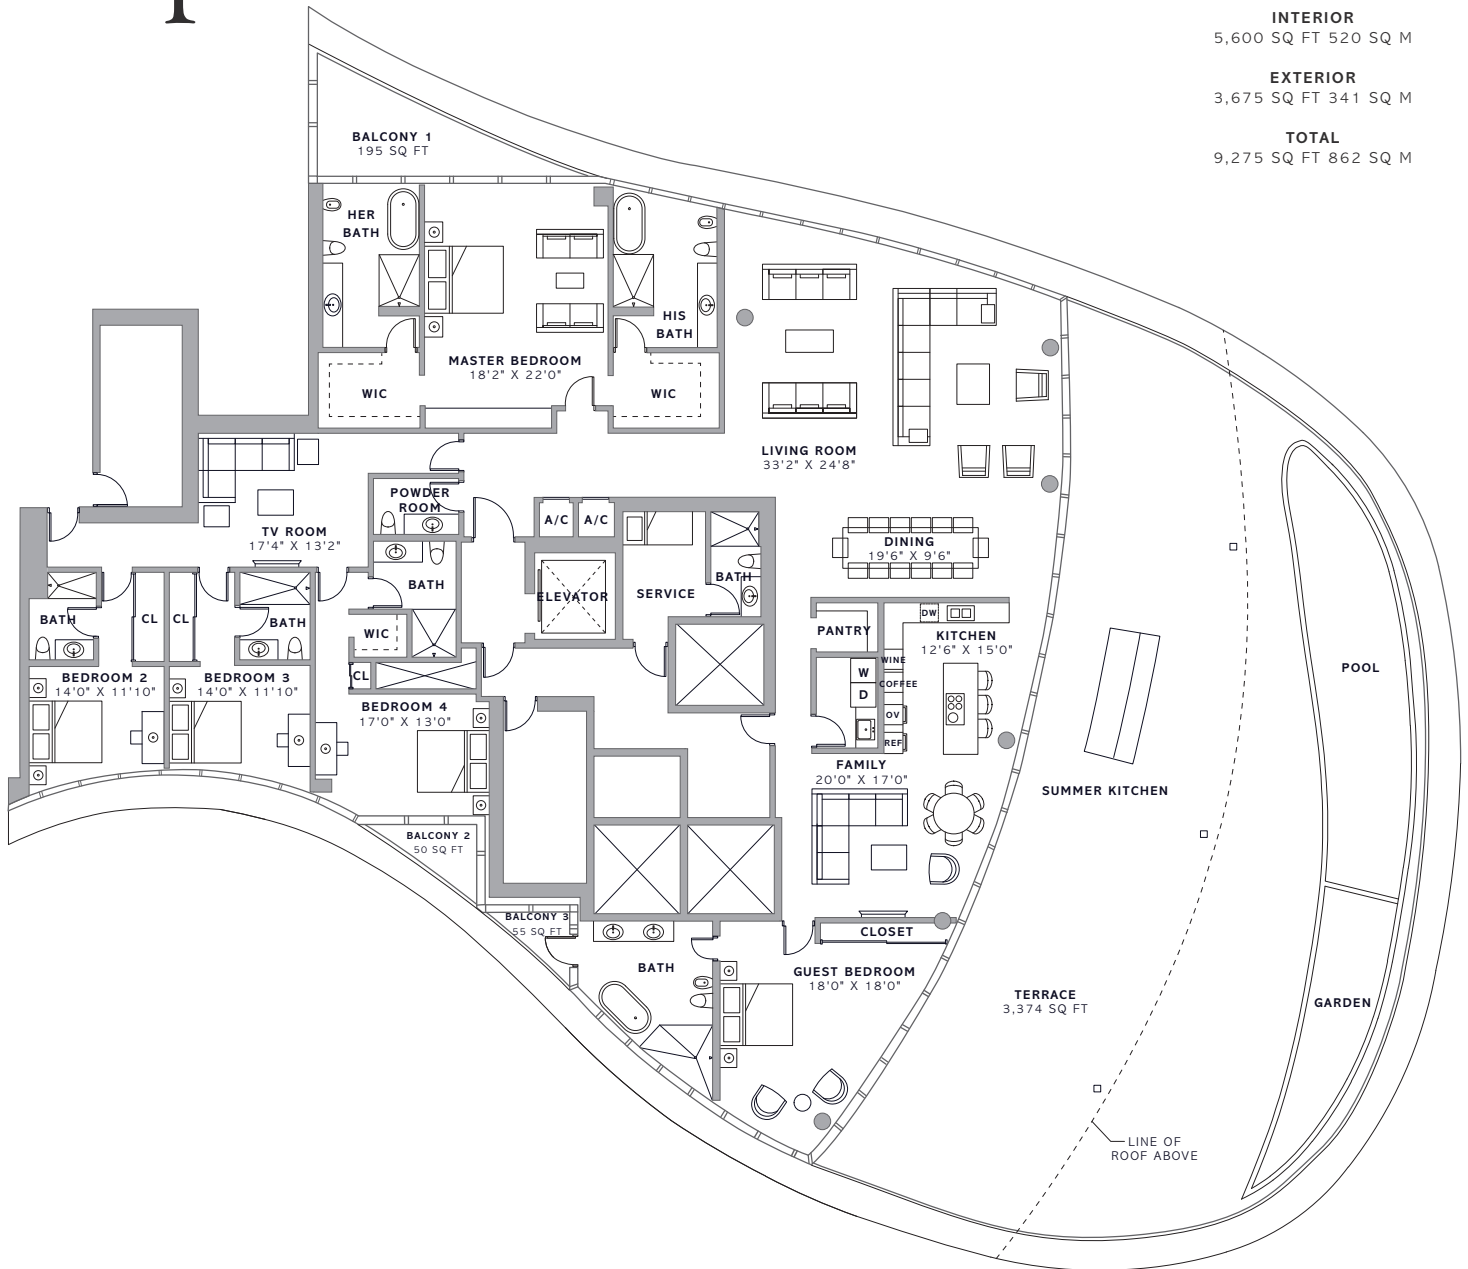 INTERIOR
5,600 SQ FT 520 SQ M
EXTERIOR
3,675 SQ FT 341 SQ M
TOTAL
9,275 SQ FT 862 SQ M
BALCONY 1
195 SQ FT
HER
BATH
HIS
BATH
MASTER BEDROOM
18'2" X 22'0"
WIC
WIC
LIVING ROOM
33'2" X 24'8"
POWDER
ROOM
A/C
A/C
TV ROOM
17'4" X 13'2"
DINING
19'6" X 9'6"
BATH
BATH
ELEVATOR
SERVICE
BATH
CL
CL
BATH
WIC
PANTRY
DW
KITCHEN
12'6" X 15'0"
WINE
COFFEE
W
D
OV
REF
CL
BEDROOM 2
14'0" X 11'10"
BEDROOM 3
14'0" X 11'10"
BEDROOM 4
17'0" X 13'0"
POOL
FAMILY
20'0" X 17'0"
SUMMER KITCHEN
BALCONY 2
50 SQ FT
BALCONY 3
55 SQ FT
CLOSET
BATH
GUEST BEDROOM
18'0" X 18'0"
TERRACE
3,374 SQ FT
GARDEN
LINE OF
ROOF ABOVE